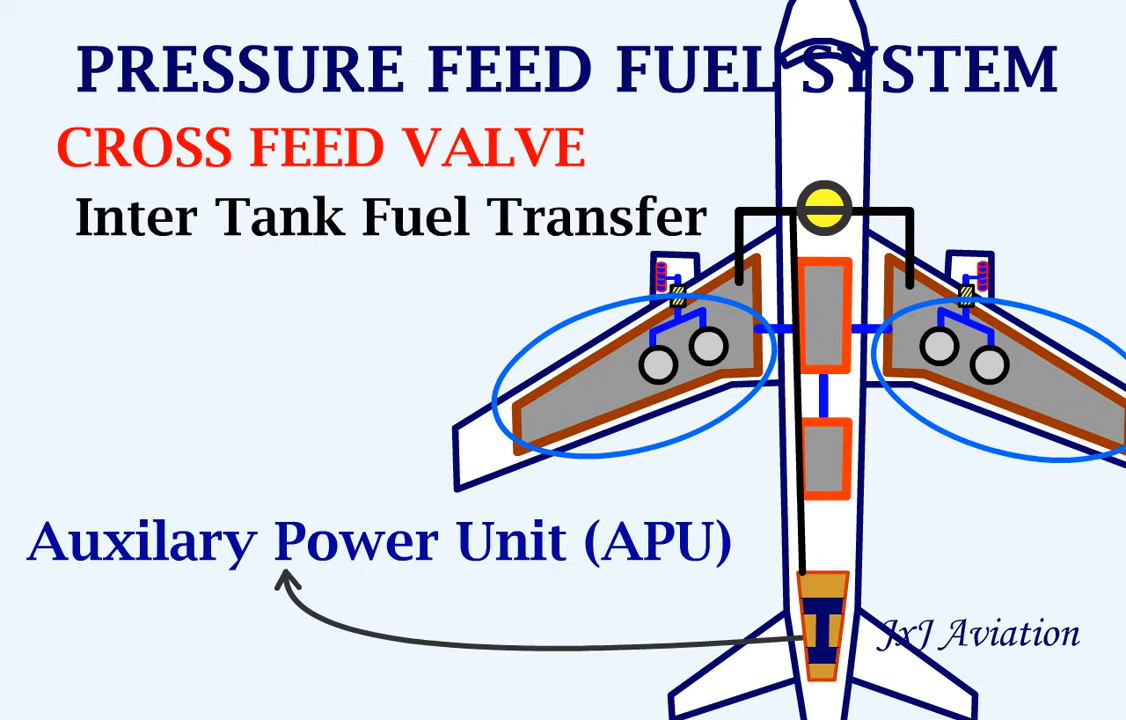 PRESSURE FEED FUEL SYSTEM
CROSS FEED VALVE
Inter Tank Fuel Transfer
Auxilary Power Unit (APU)
JxJ Aviation